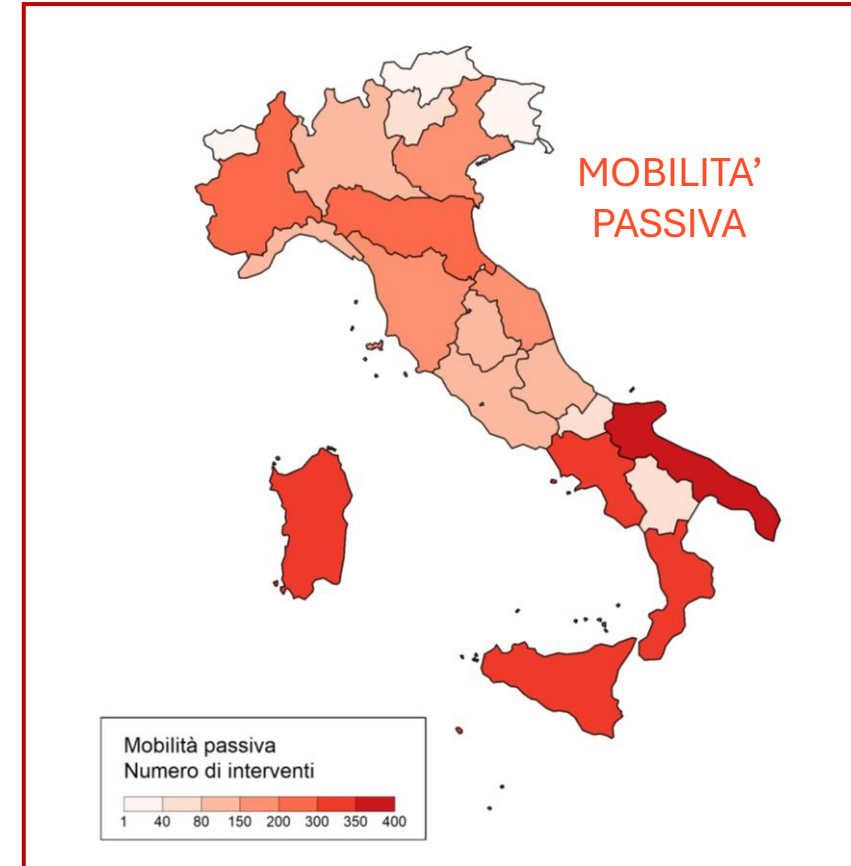 MOBILITA’
PASSIVA
Mobilità passiva
Numero di interventi
1 40 80 150 200 300 350 400